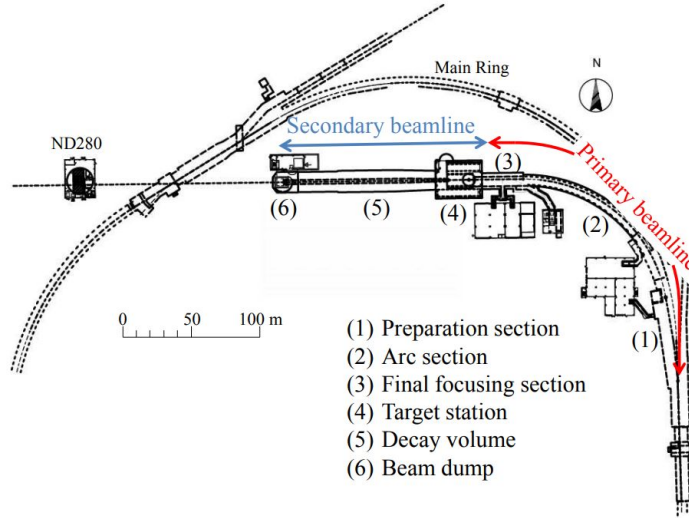 Main Ring
N
ND280
Secondary beamline
Primary beamline
(3)
(6)
(5)
(4)
(2)
(1)
0 50 100 m
(1) Preparation section
(2) Arc section
(3) Final focusing section
(4) Target station
(5) Decay volume
(6) Beam dump